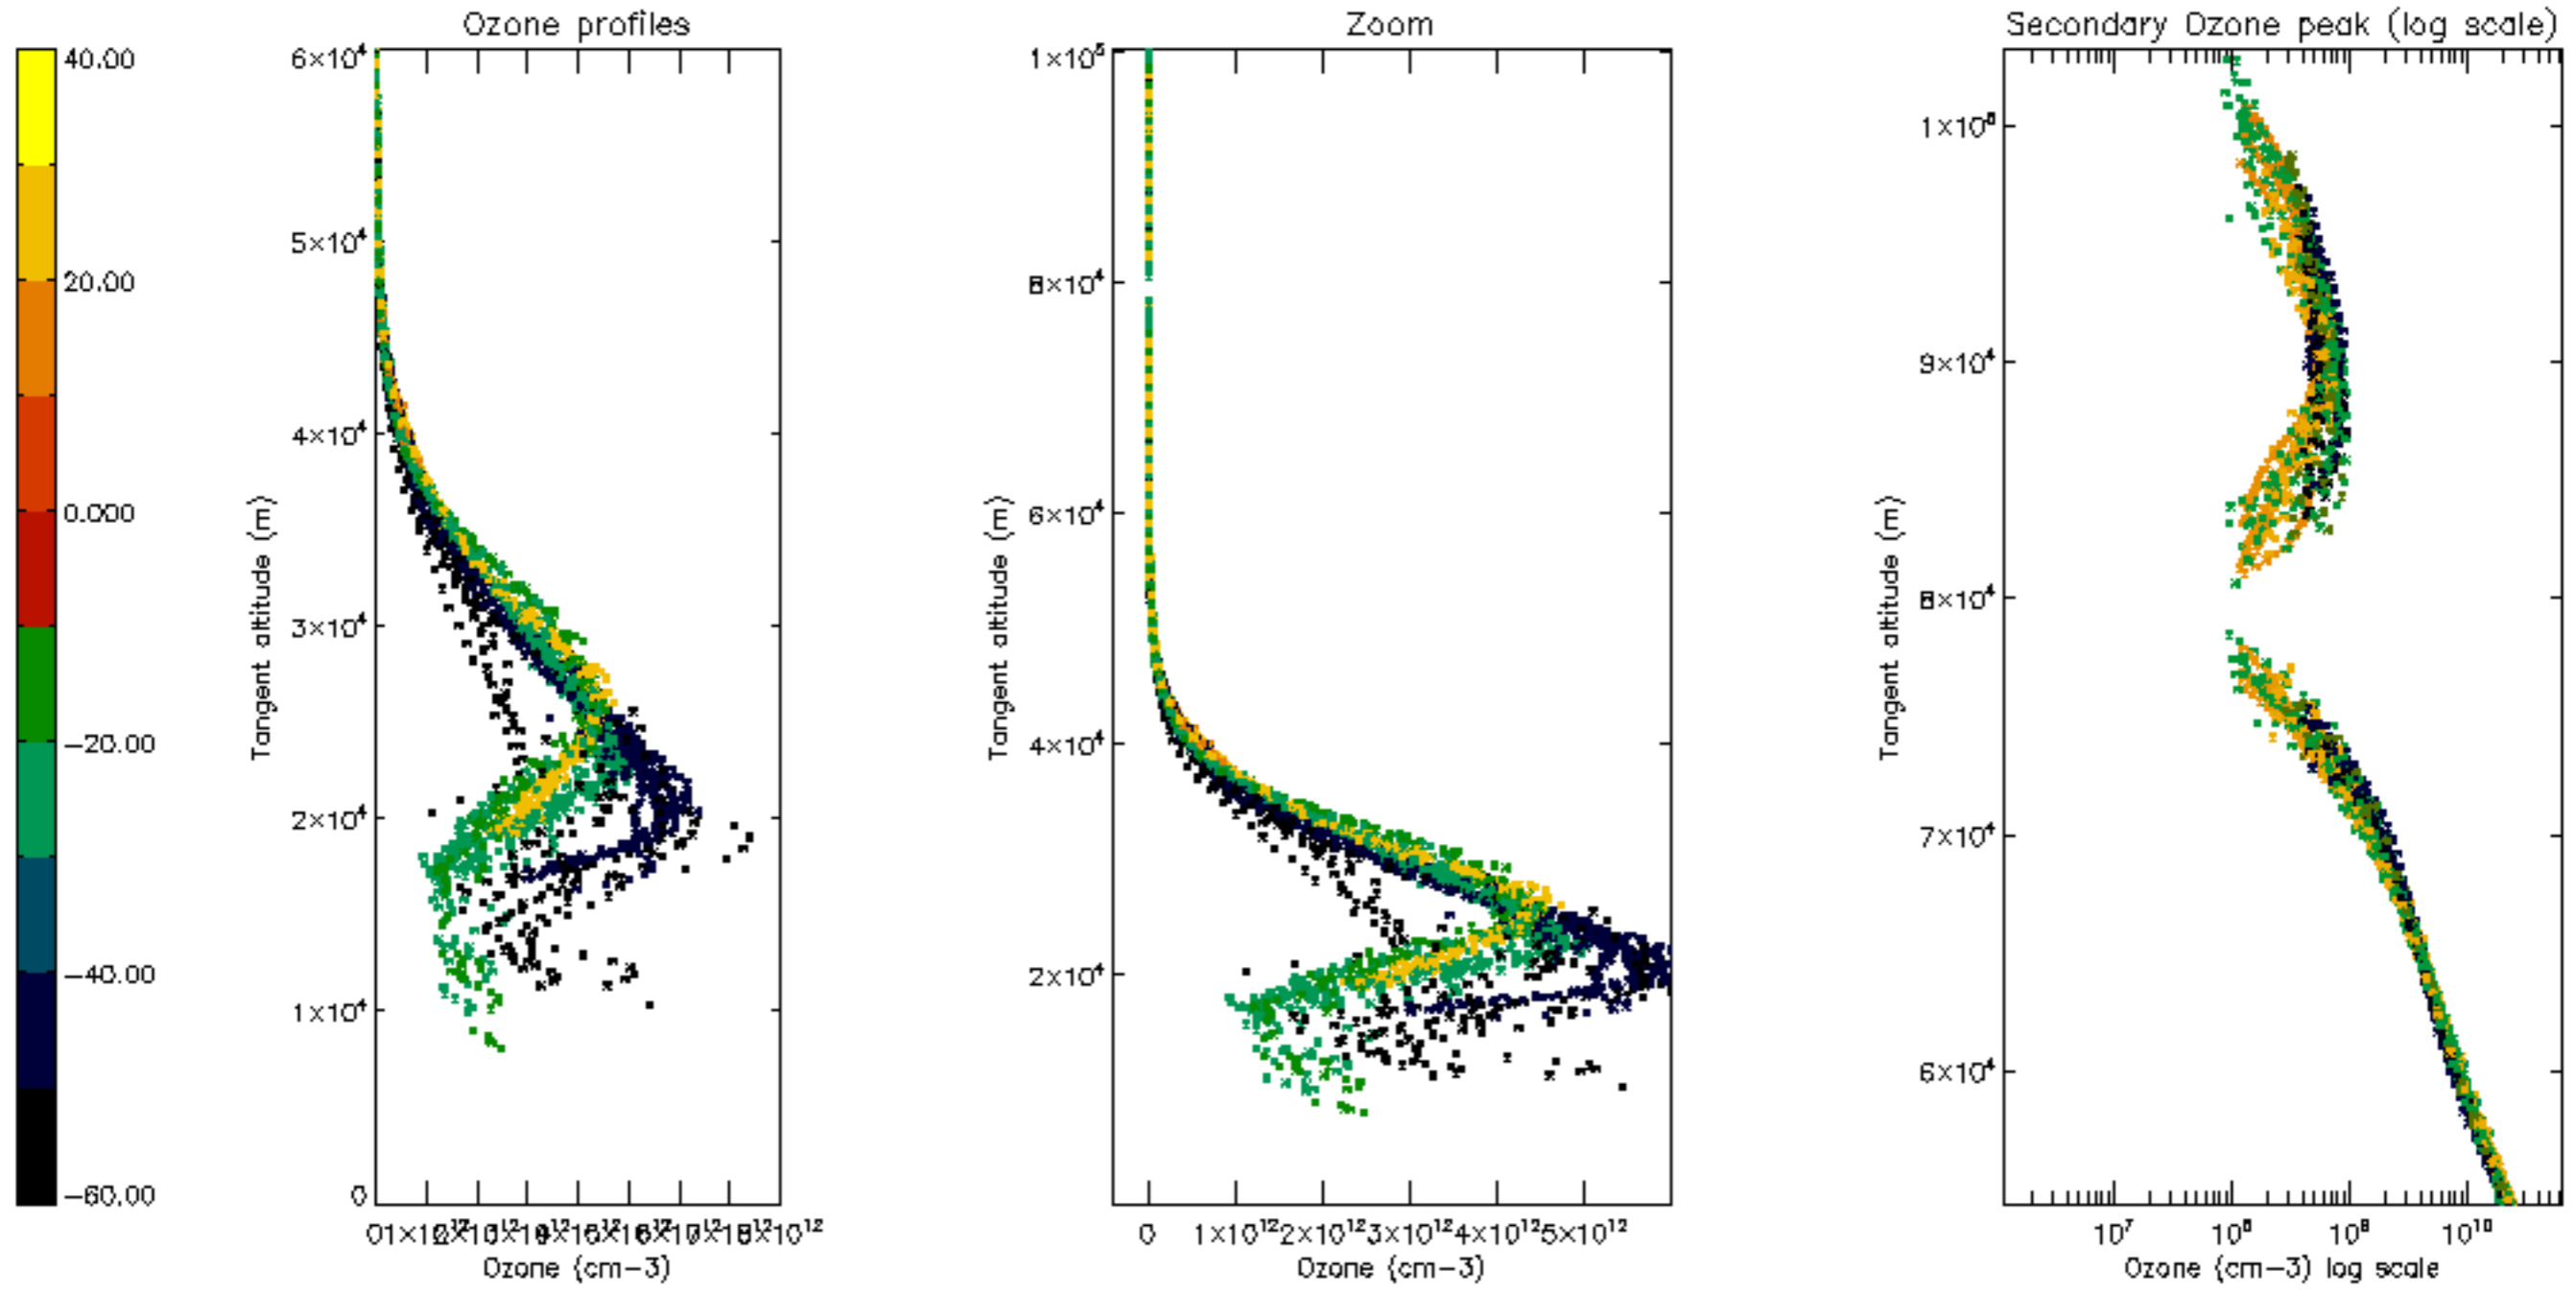 Ozone profiles
Zoom
Secondary Ozone peak (log scale)
40.00
20.00
0.000
−20.00
−40.00
−60.00
6×10⁴
5×10⁴
4×10⁴
3×10⁴
2×10⁴
1×10⁴
0
Tangent altitude (m)
Ozone (cm−3)
1×10⁵
8×10⁴
6×10⁴
4×10⁴
2×10⁴
Tangent altitude (m)
0 1×10¹² 2×10¹² 3×10¹² 4×10¹² 5×10¹²
Ozone (cm−3)
1×10⁵
9×10⁴
8×10⁴
7×10⁴
6×10⁴
Tangent altitude (m)
10⁷ 10⁸ 10⁹ 10¹⁰
Ozone (cm−3) log scale